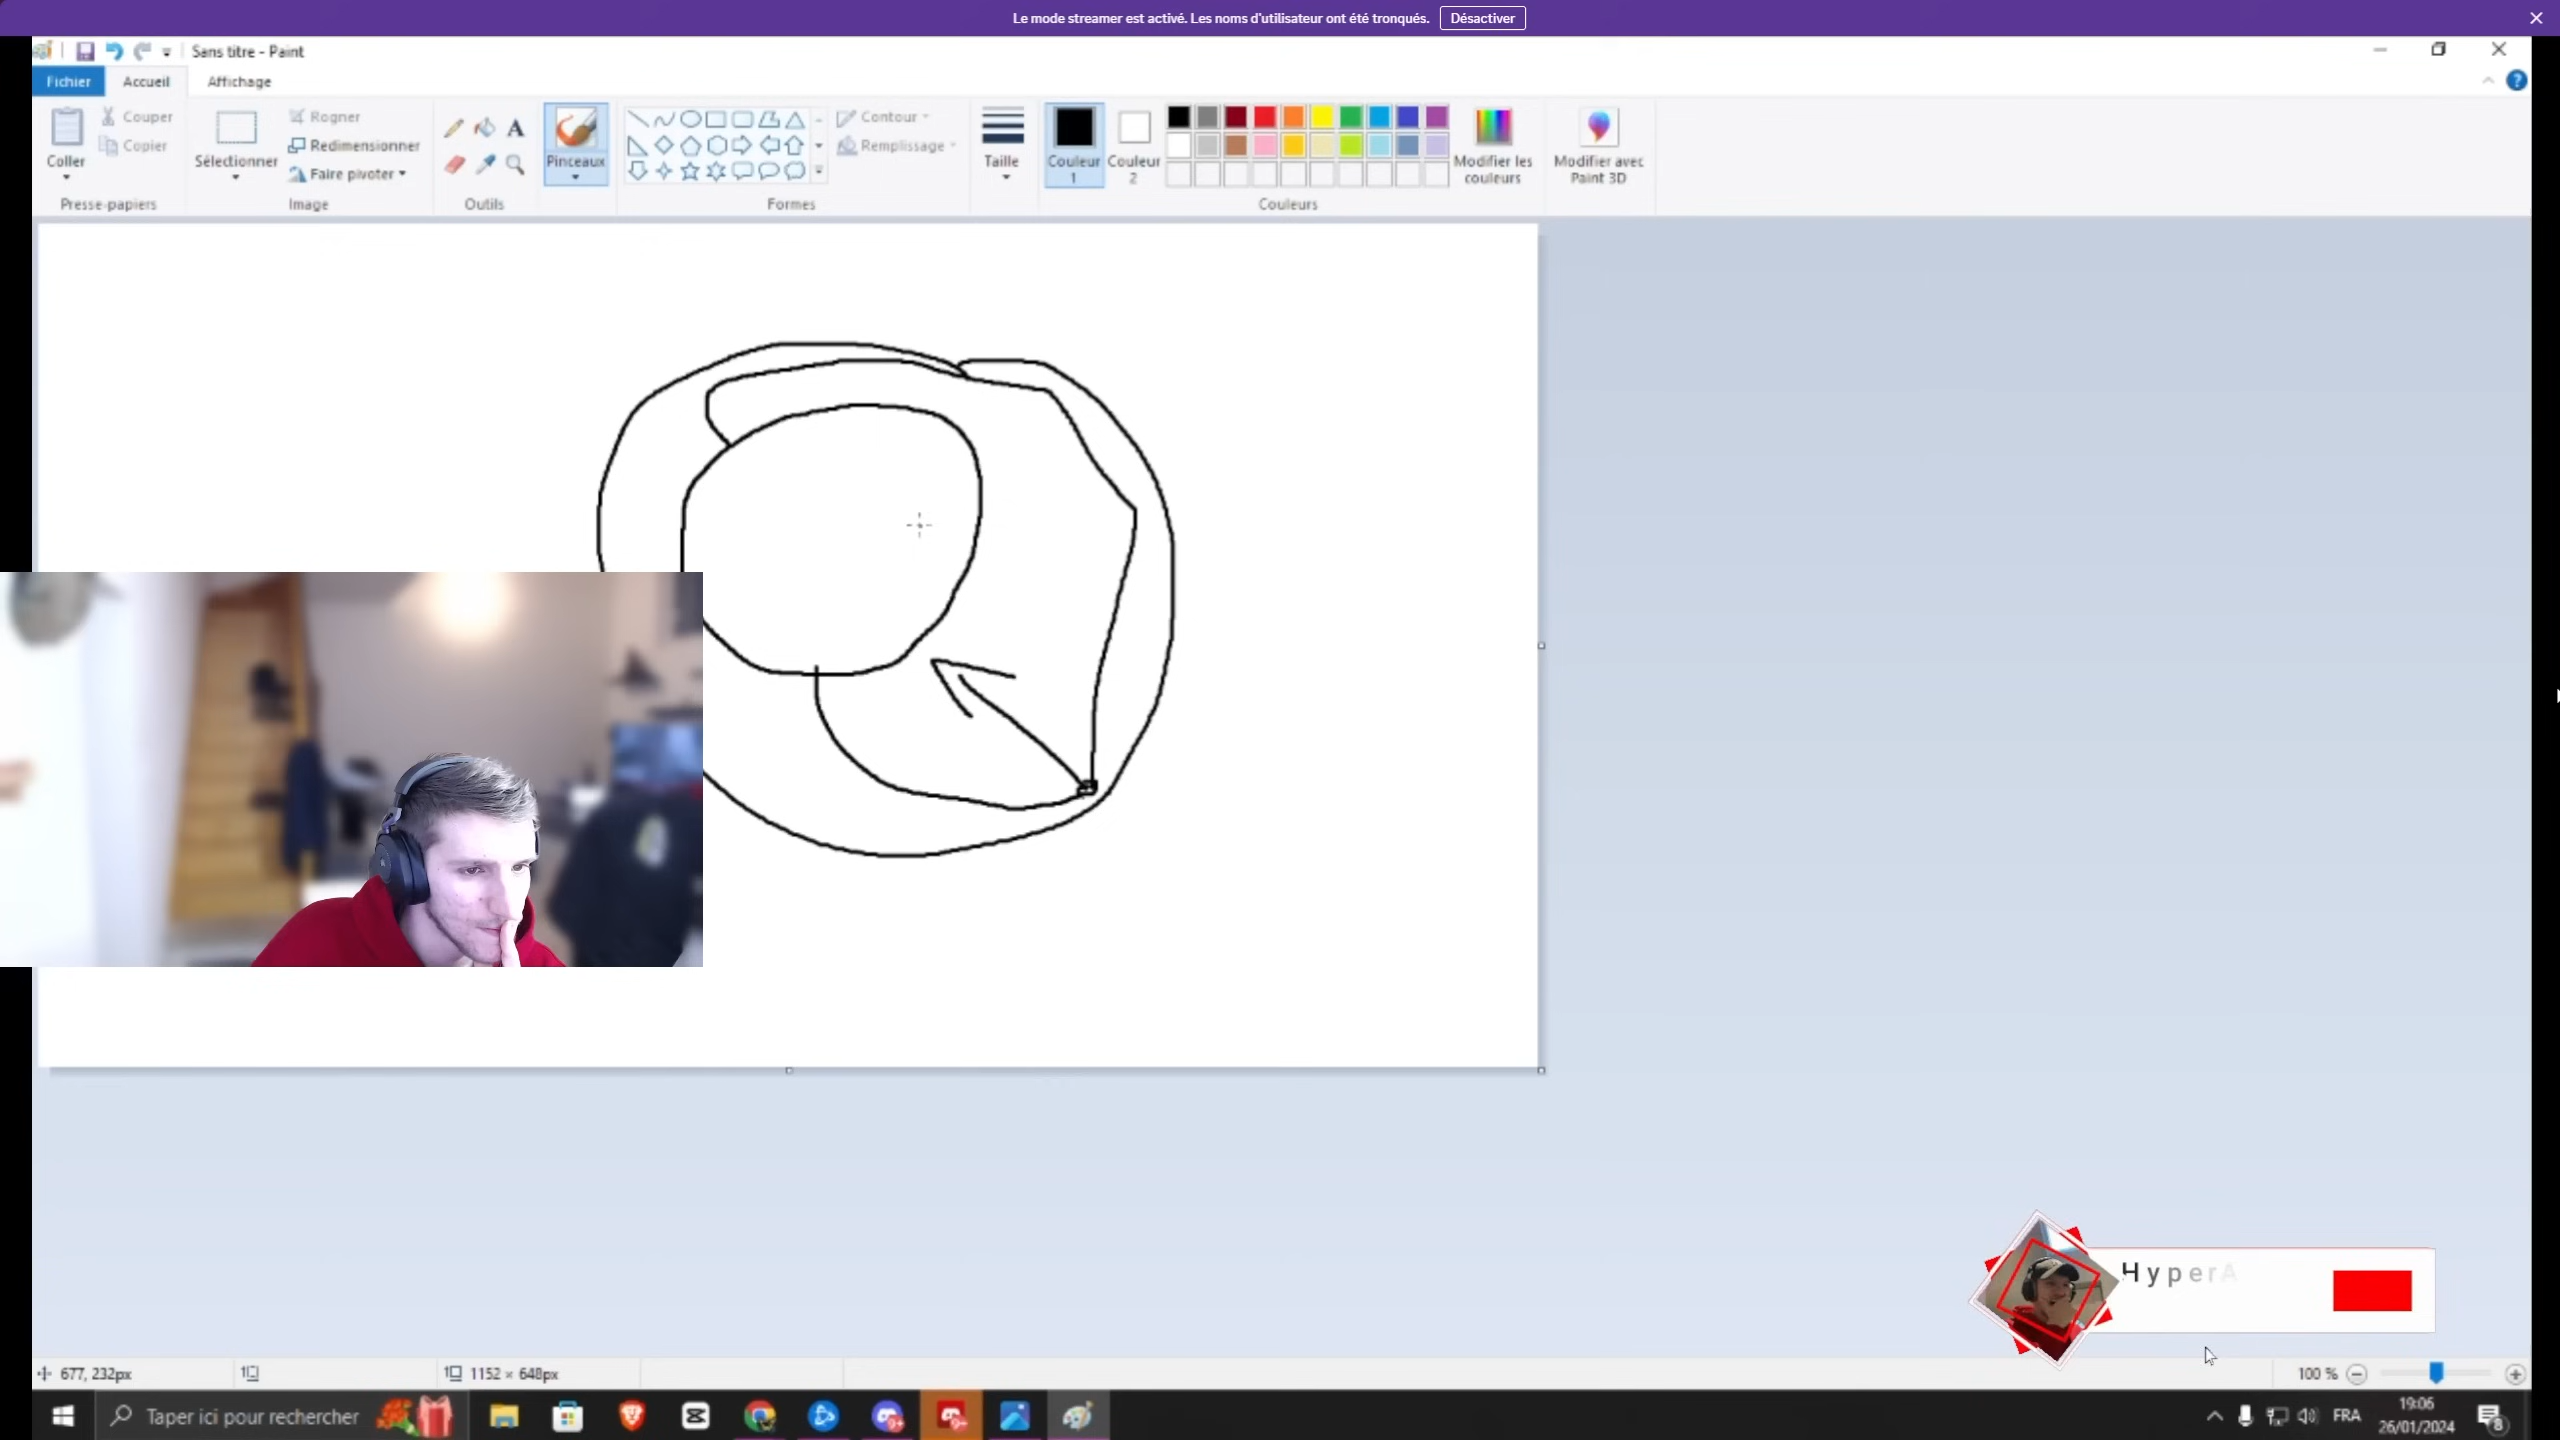 Le mode streamer est activé. Les noms d'utilisateur ont été tronqués. Désactiver
Sans titre - Paint
Fichier Accueil Affichage
Coller
Couper
Copier
Presse-papiers
Sélectionner
Rogner
Redimensionner
Faire pivoter
Image
A
Outils
Pinceaux
Contour
Remplissage
Formes
Taille
Couleur 1
Couleur 2
Modifier les couleurs
Couleurs
Modifier avec Paint 3D
HyperA
677, 232px
1152 × 648px
100 %
Taper ici pour rechercher
FRA
19:06
26/01/2024